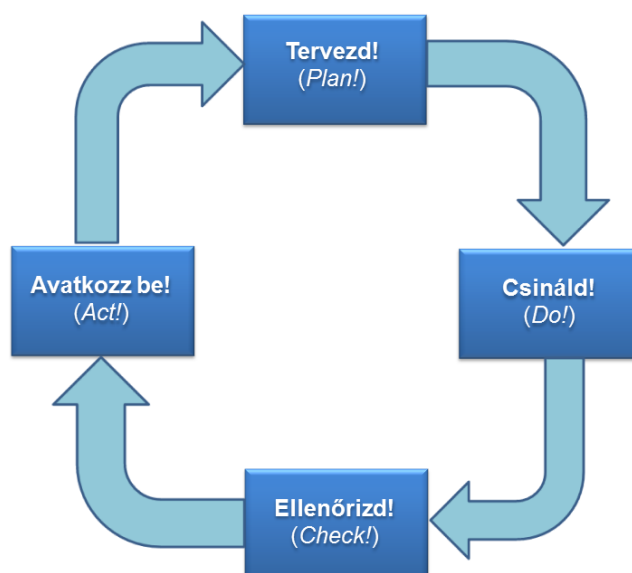 Tervezd!
(Plan!)
Avatkozz be!
(Act!)
Csináld!
(Do!)
Ellenőrizd!
(Check!)